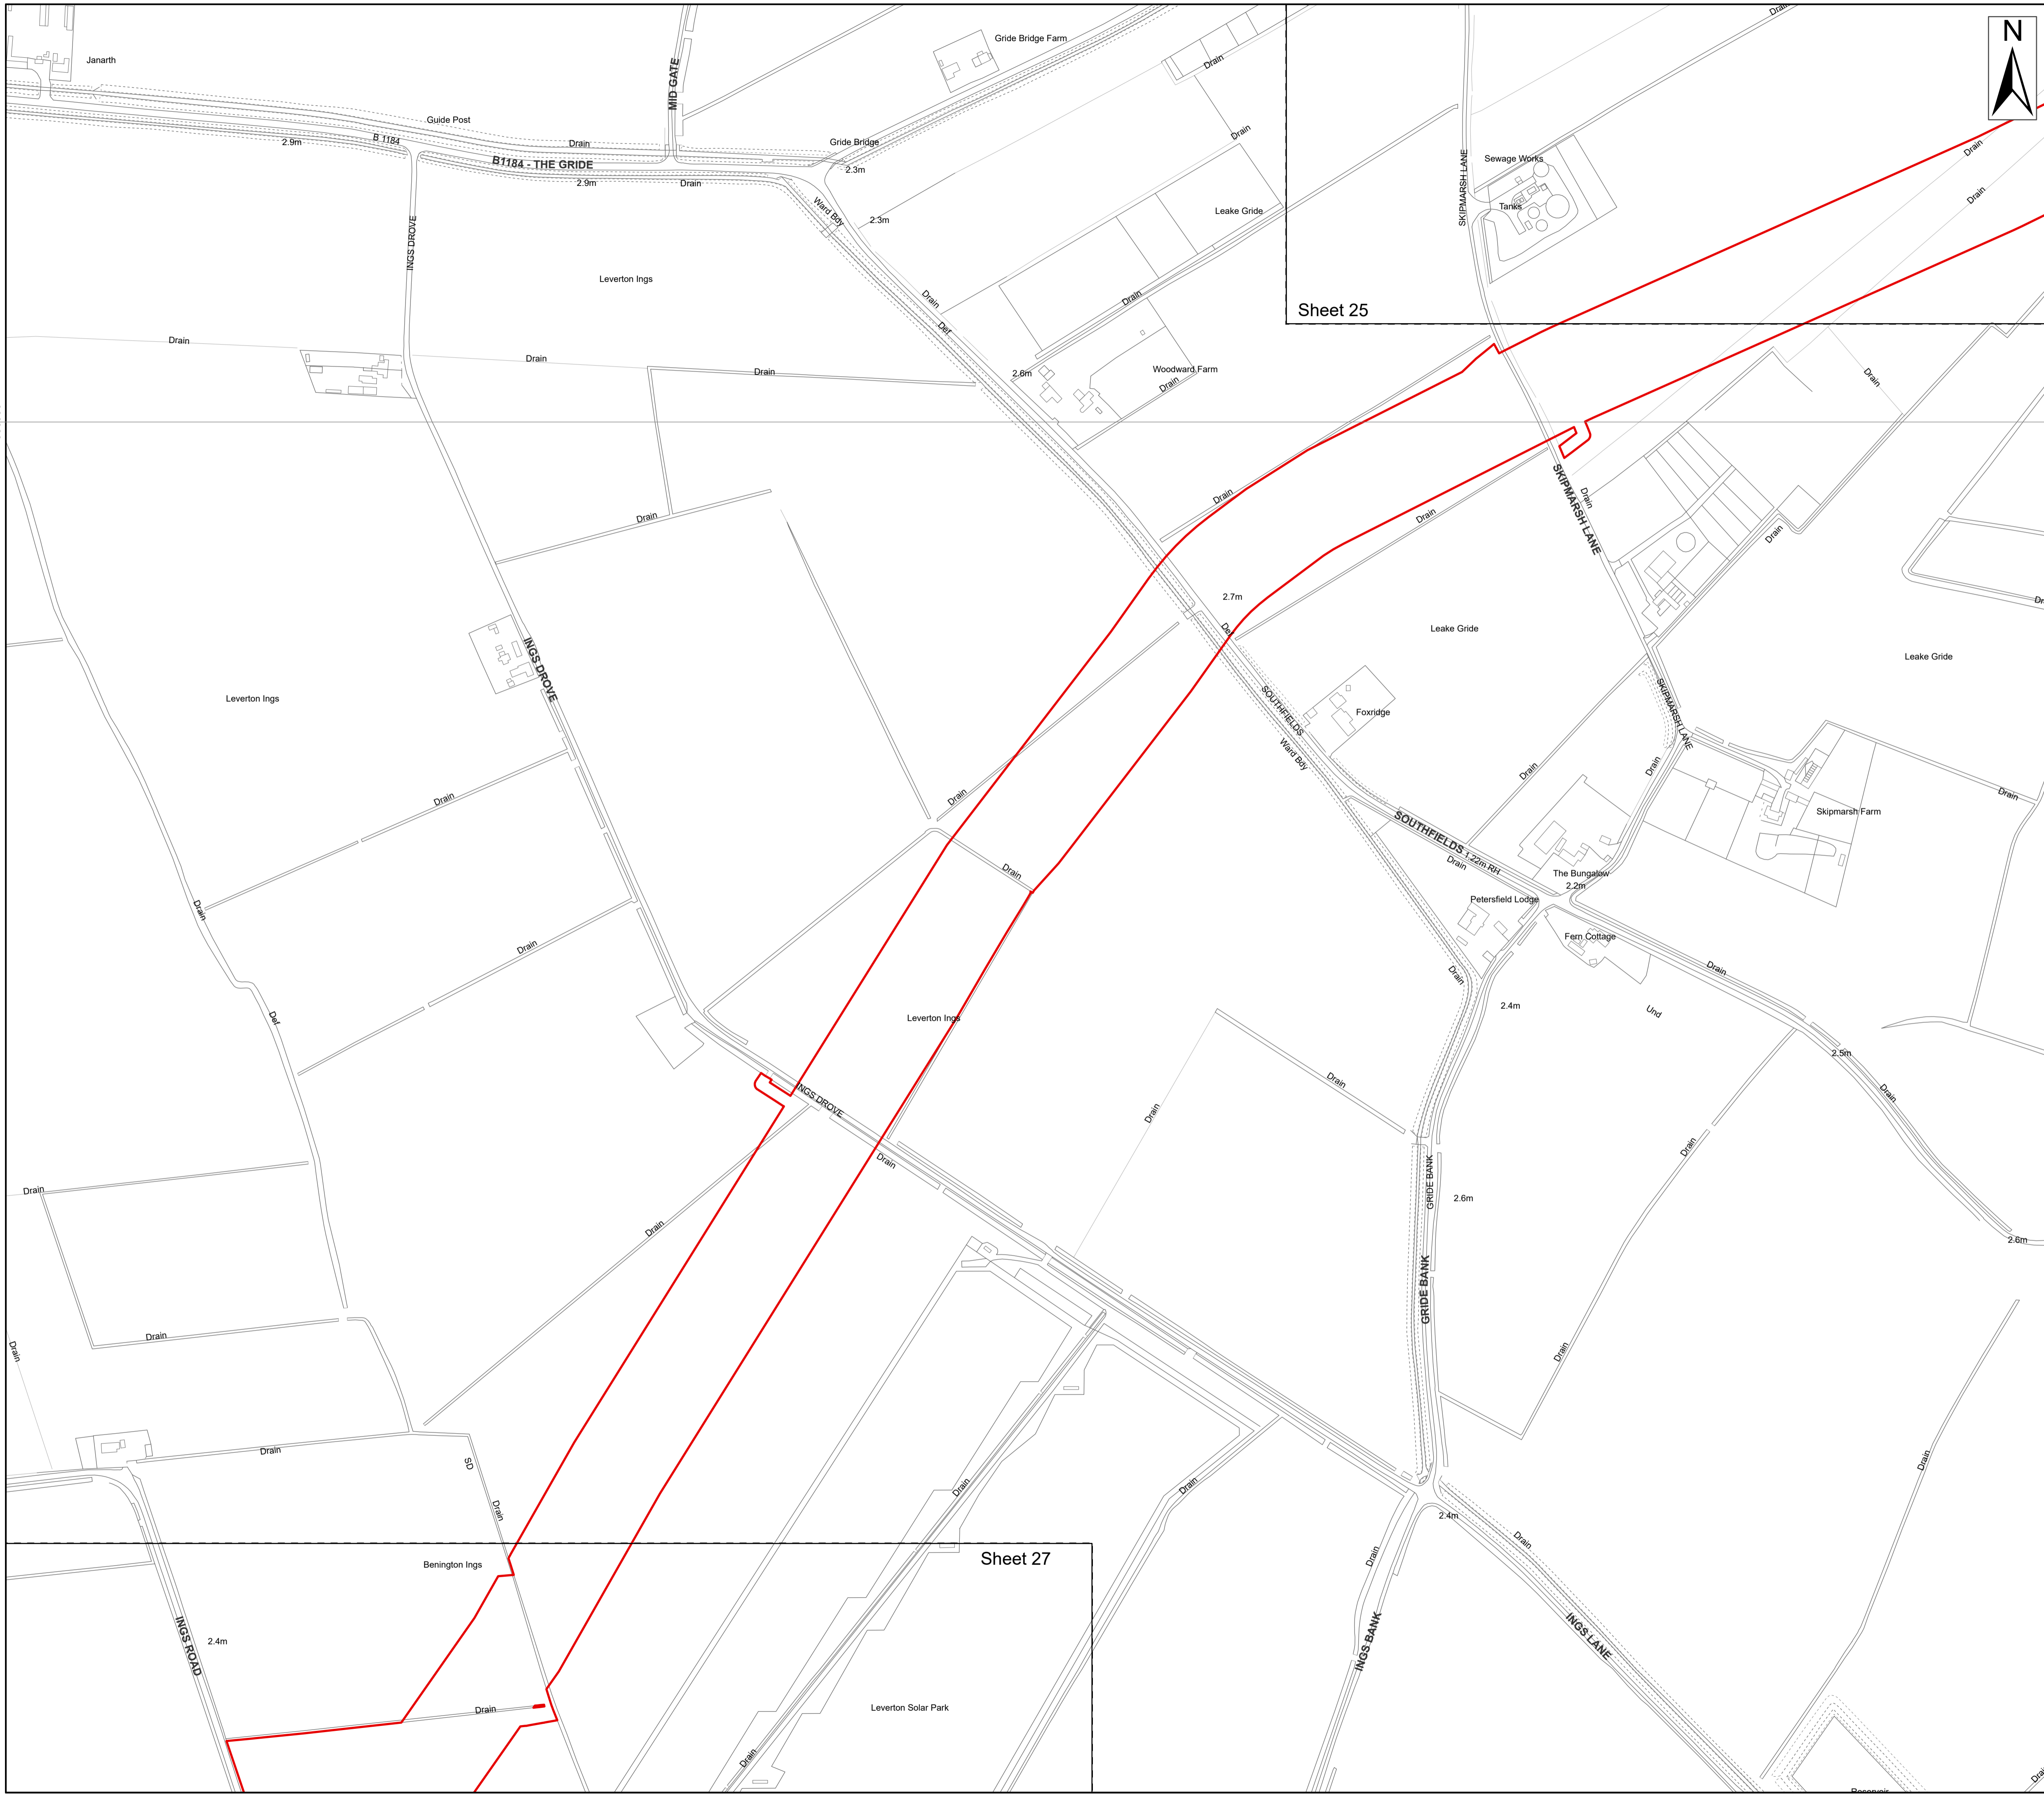 Drain
N
Janarth
Gride Bridge Farm
MID GATE
Drain
Guide Post
B 1184
Drain
2.9m
B1184 - THE GRIDE
2.9m
Drain
Gride Bridge
2.3m
Drain
Ward Bdy
2.3m
Leake Gride
SKIPMARSH LANE
Sewage Works
Tanks
Drain
Drain
INGS DROVE
Leverton Ings
Drain
Drain
Def
Sheet 25
Drain
Drain
Drain
2.6m
Woodward Farm
Drain
Drain
Drain
Drain
Drain
SKIPMARSH LANE
Drain
Drain
2.7m
Def
Leake Gride
Leake Gride
INGS DROVE
Leverton Ings
SOUTHFIELDS
Foxridge
Ward Bdy
SKIPMARSH LANE
Drain
Drain
Drain
Drain
Drain
Skipmarsh Farm
SOUTHFIELDS
1.22m RH
Drain
The Bungalow
2.2m
Drain
Petersfield Lodge
Drain
Drain
Fern Cottage
Drain
Drain
2.4m
Und
Def
Leverton Ings
2.5m
Drain
Drain
INGS DROVE
Drain
Drain
Drain
GRIDE BANK
2.6m
Drain
Drain
2.6m
GRIDE BANK
Drain
Drain
Drain
Drain
SD
Drain
Drain
Drain
Drain
2.4m
Drain
Drain
Sheet 27
Benington Ings
INGS ROAD
2.4m
INGS BANK
INGS LANE
Drain
Leverton Solar Park
Drain
Reservoir